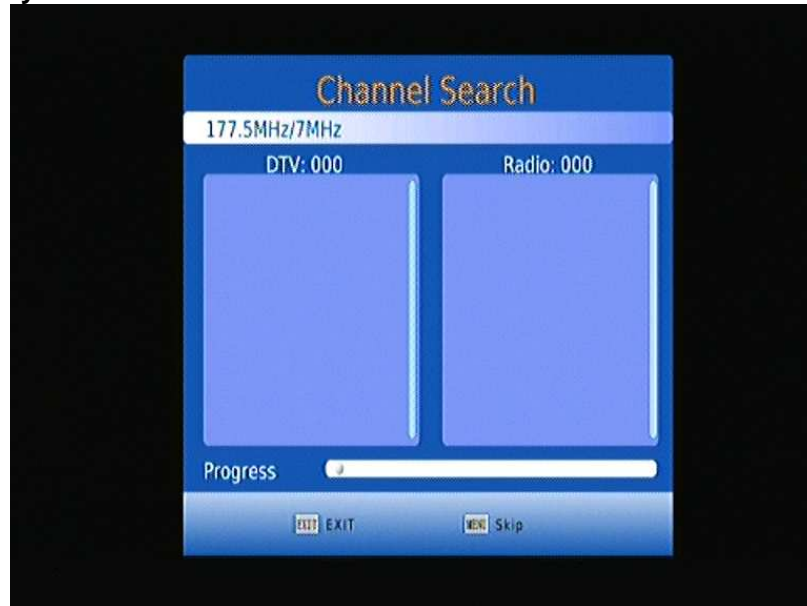 Channel Search
177.5MHz/7MHz
DTV: 000 Radio: 000
Progress
EXIT EXIT MENU Skip